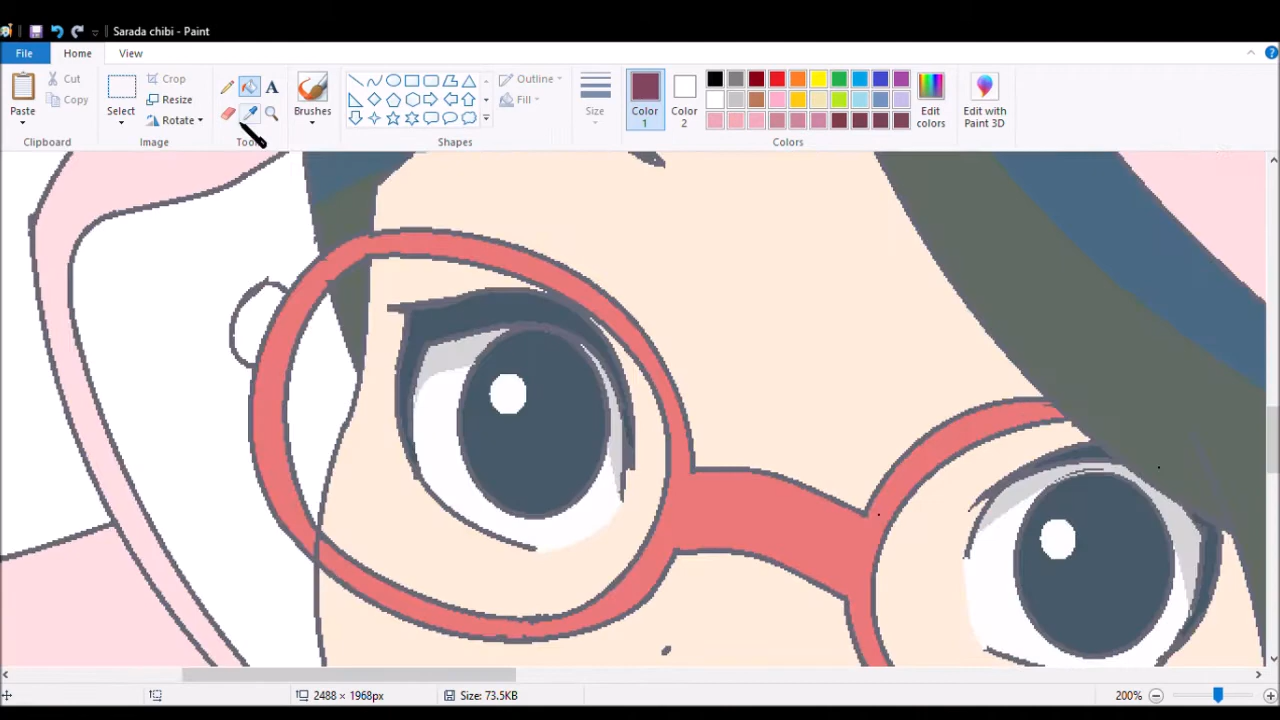 Sarada chibi - Paint
File Home View
Paste Cut Copy Select Crop Resize Rotate A Brushes Outline Fill Size Color 1 Color 2 Edit colors Edit with Paint 3D
Clipboard Image Shapes Colors
2488 × 1968px Size: 73.5KB 200%